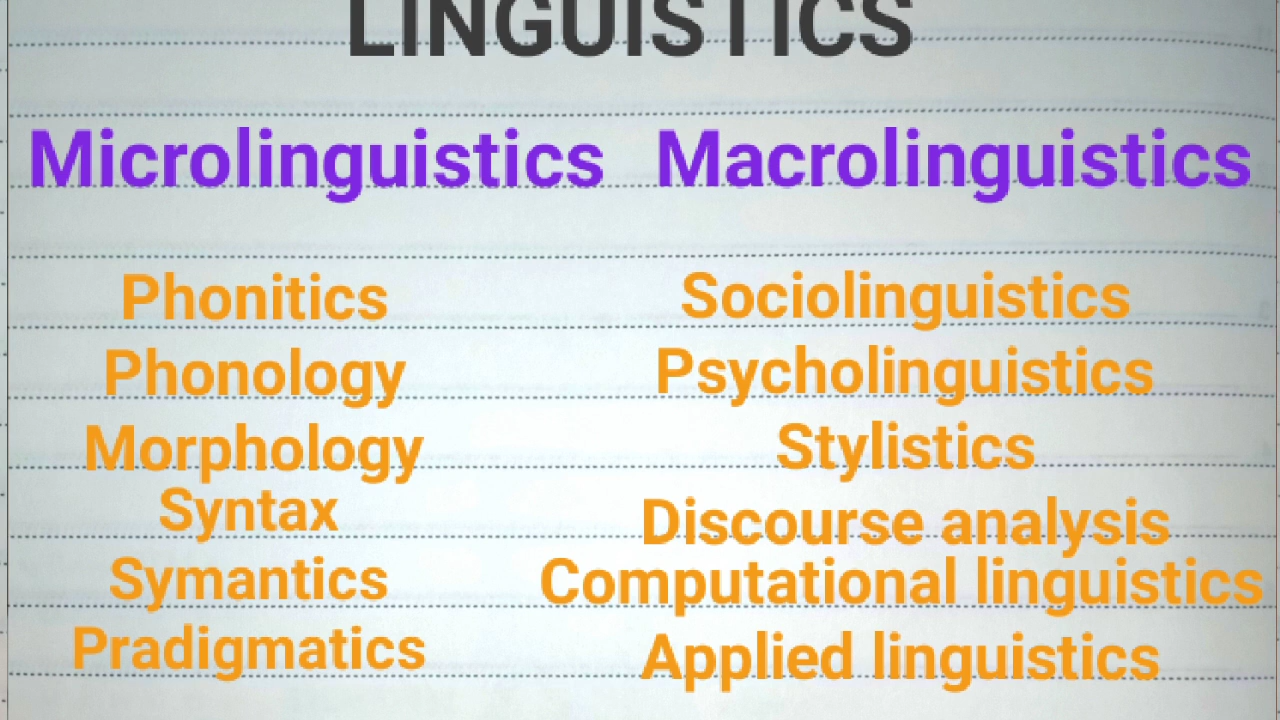 LINGUISTICS
Microlinguistics Macrolinguistics
Phonitics Sociolinguistics
Phonology Psycholinguistics
Morphology Stylistics
Syntax Discourse analysis
Symantics Computational linguistics
Pradigmatics Applied linguistics